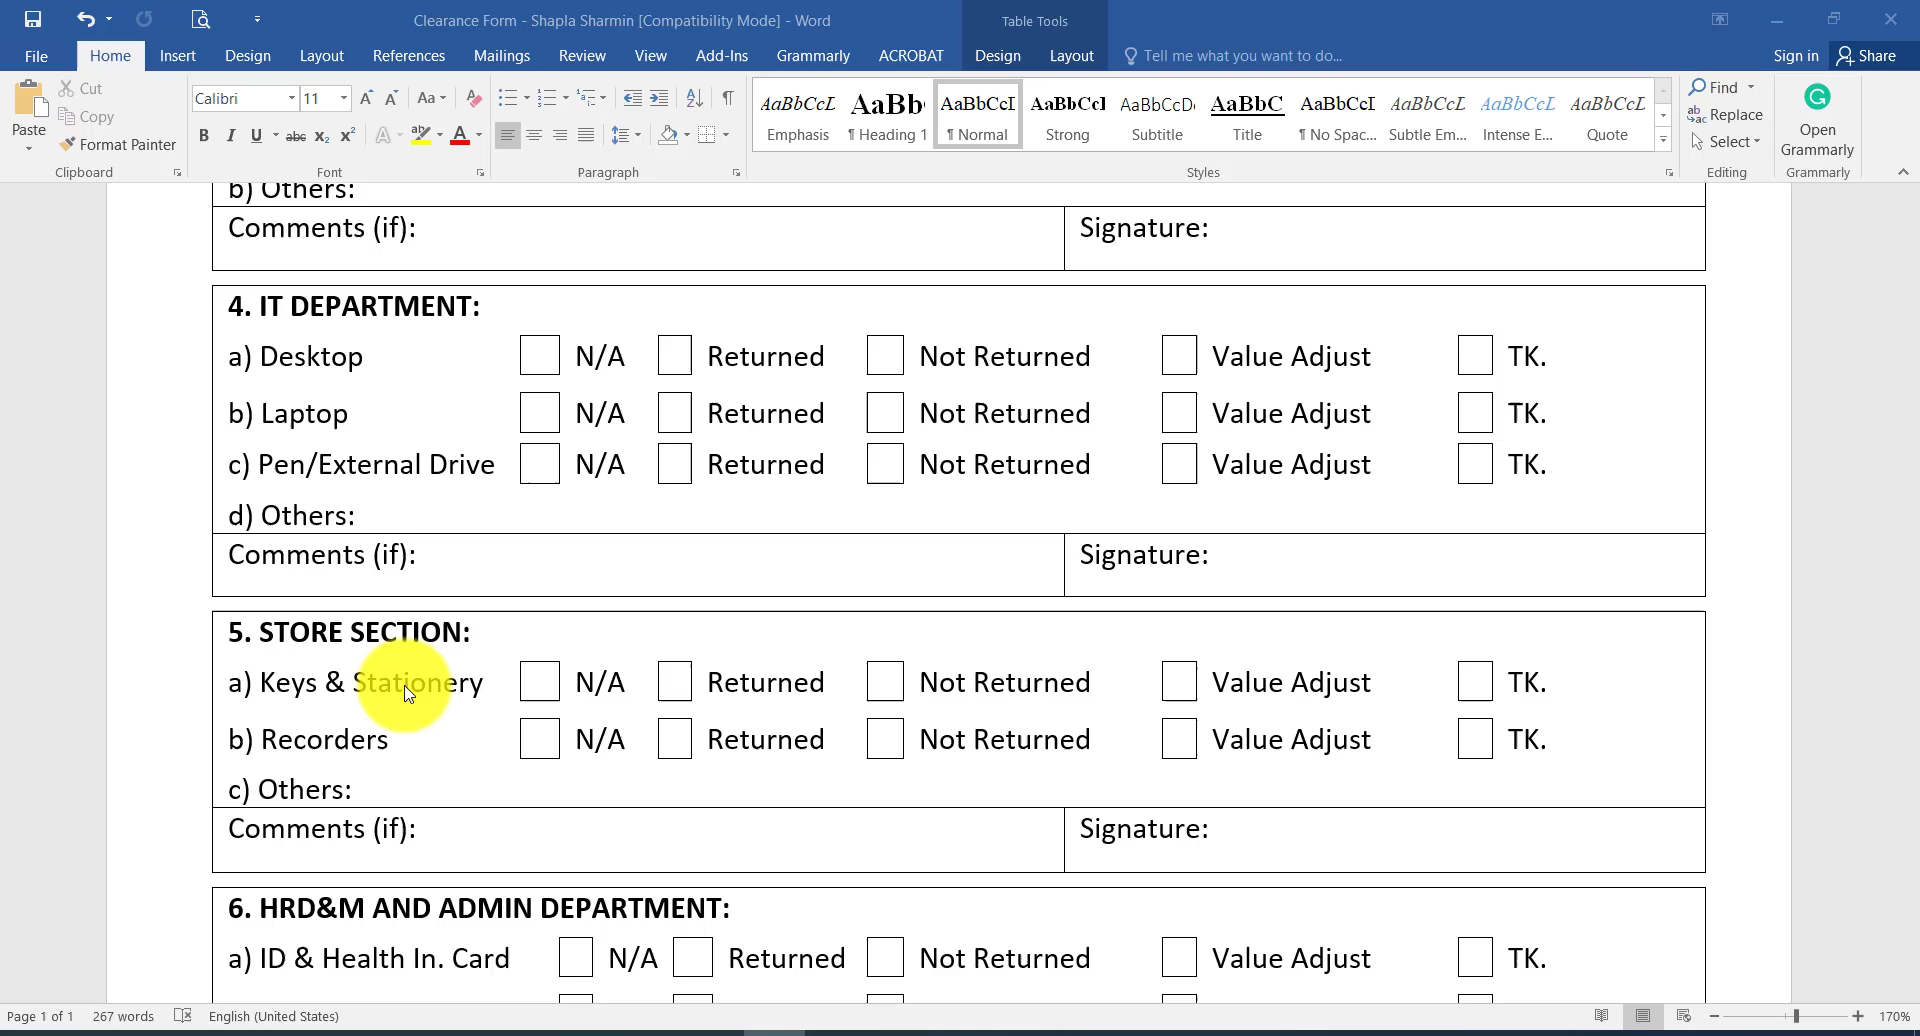 Clearance Form - Shapla Sharmin [Compatibility Mode] - Word
Table Tools
File Home Insert Design Layout References Mailings Review View Add-Ins Grammarly ACROBAT Design Layout Tell me what you want to do... Sign in Share
Paste Cut
Copy
Format Painter
Calibri 11
AaBbCcL AaBb AaBbCcI AaBbCcI AaBbCcD AaBbC AaBbCcI AaBbCcL AaBbCcL AaBbCcL
Emphasis ¶ Heading 1 ¶ Normal Strong Subtitle Title ¶ No Spac... Subtle Em... Intense E... Quote
Find
Replace
Select
Open
Grammarly
Clipboard Font Paragraph Styles Editing Grammarly
b) Others:
Comments (if): Signature:
4. IT DEPARTMENT:
a) Desktop N/A Returned Not Returned Value Adjust TK.
b) Laptop N/A Returned Not Returned Value Adjust TK.
c) Pen/External Drive N/A Returned Not Returned Value Adjust TK.
d) Others:
Comments (if): Signature:
5. STORE SECTION:
a) Keys & Stationery N/A Returned Not Returned Value Adjust TK.
b) Recorders N/A Returned Not Returned Value Adjust TK.
c) Others:
Comments (if): Signature:
6. HRD&M AND ADMIN DEPARTMENT:
a) ID & Health In. Card N/A Returned Not Returned Value Adjust TK.
Page 1 of 1 267 words English (United States) 170%